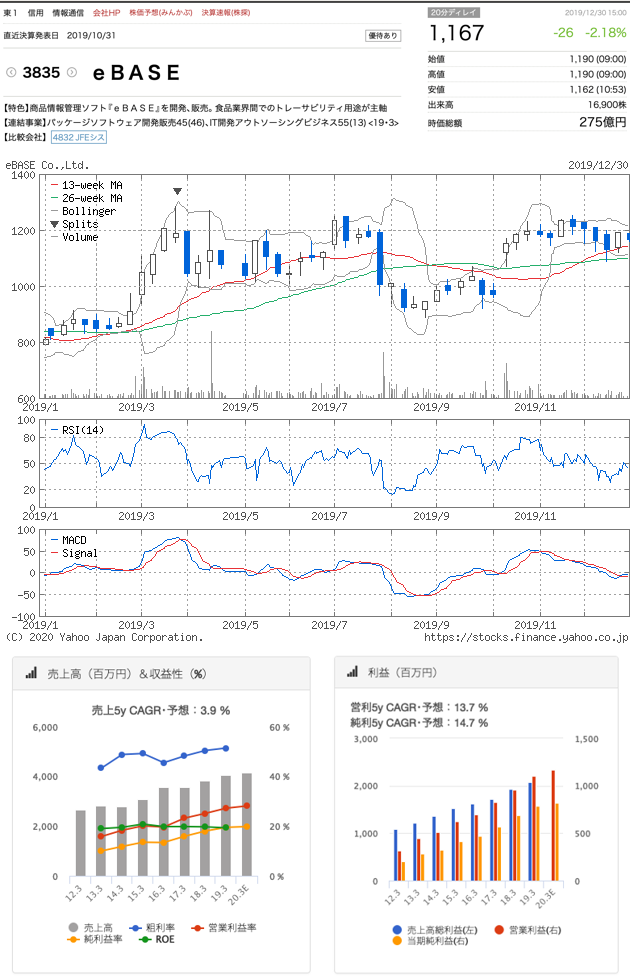 東1 信用 情報通信 会社HP 株価予想(みんかぶ) 決算速報(株探)
直近決算発表日 2019/10/31 優待あり
3835 eBASE
【特色】商品情報管理ソフト『eBASE』を開発、販売。食品業界間でのトレーサビリティ用途が主軸
【連結事業】パッケージソフトウェア開発販売45(46)、IT開発アウトソーシングビジネス55(13) <19・3>
【比較会社】 4832 JFEシス
20分ディレイ 2019/12/30 15:00
1,167 -26 -2.18%
始値 1,190 (09:00)
高値 1,190 (09:00)
安値 1,162 (10:53)
出来高 16,900株
時価総額 275億円
eBASE Co.,Ltd. 2019/12/30
13-week MA
26-week MA
Bollinger
Splits
Volume
1400
1200
1000
800
600
2019/1 2019/3 2019/5 2019/7 2019/9 2019/11
RSI(14)
100
80
50
20
0
2019/1 2019/3 2019/5 2019/7 2019/9 2019/11
MACD
Signal
100
50
0
-50
-100
2019/1 2019/3 2019/5 2019/7 2019/9 2019/11
(C) 2020 Yahoo Japan Corporation. https://stocks.finance.yahoo.co.jp
売上高（百万円）＆収益性（%）
売上5y CAGR・予想：3.9 %
6,000
4,000
2,000
0
60 %
40 %
20 %
0 %
12.3 13.3 14.3 15.3 16.3 17.3 18.3 19.3 20.3E
売上高 粗利率 営業利益率
純利益率 ROE
利益（百万円）
営利5y CAGR・予想：13.7 %
純利5y CAGR・予想：14.7 %
3,000
2,000
1,000
0
1,500
1,000
500
0
12.3 13.3 14.3 15.3 16.3 17.3 18.3 19.3 20.3E
売上高総利益(左) 営業利益(右)
当期純利益(右)